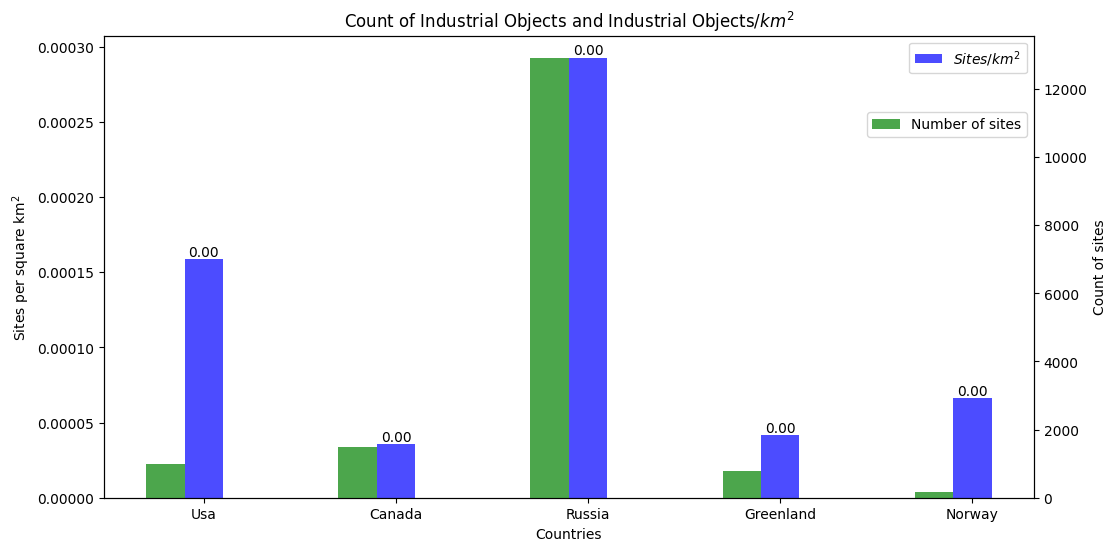 Count of Industrial Objects and Industrial Objects/km²
Sites/km²
Number of sites
Sites per square km²
0.00030
0.00025
0.00020
0.00015
0.00010
0.00005
0.00000
12000
10000
8000
6000
4000
2000
0
Count of sites
0.00
0.00
0.00
0.00
0.00
Usa
Canada
Russia
Greenland
Norway
Countries